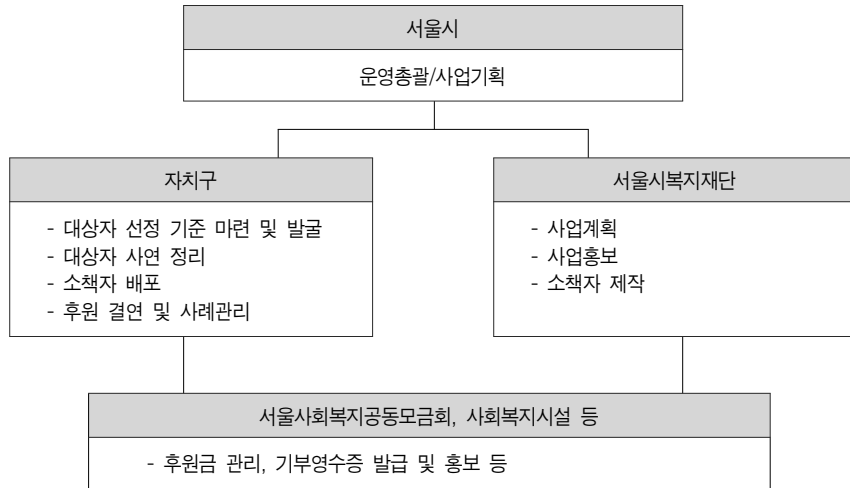 서울시
운영총괄/사업기획
자치구
- 대상자 선정 기준 마련 및 발굴
- 대상자 사연 정리
- 소책자 배포
- 후원 결연 및 사례관리
서울시복지재단
- 사업계획
- 사업홍보
- 소책자 제작
서울사회복지공동모금회, 사회복지시설 등
- 후원금 관리, 기부영수증 발급 및 홍보 등